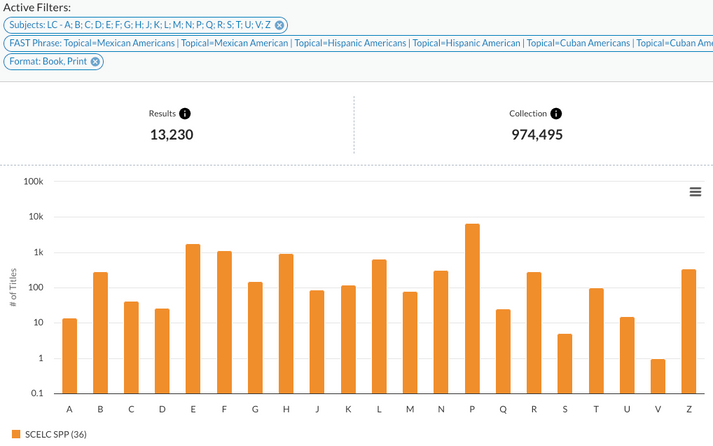 Active Filters:
Subjects: LC - A; B; C; D; E; F; G; H; J; K; L; M; N; P; Q; R; S; T; U; V; Z
FAST Phrase: Topical=Mexican Americans | Topical=Mexican American | Topical=Hispanic Americans | Topical=Hispanic American | Topical=Cuban Americans | Topical=Cuban Ame
Format: Book, Print
Results
Collection
13,230
974,495
100k
10k
1k
100
10
1
0.1
# of Titles
A B C D E F G H J K L M N P Q R S T U V Z
SCELC SPP (36)